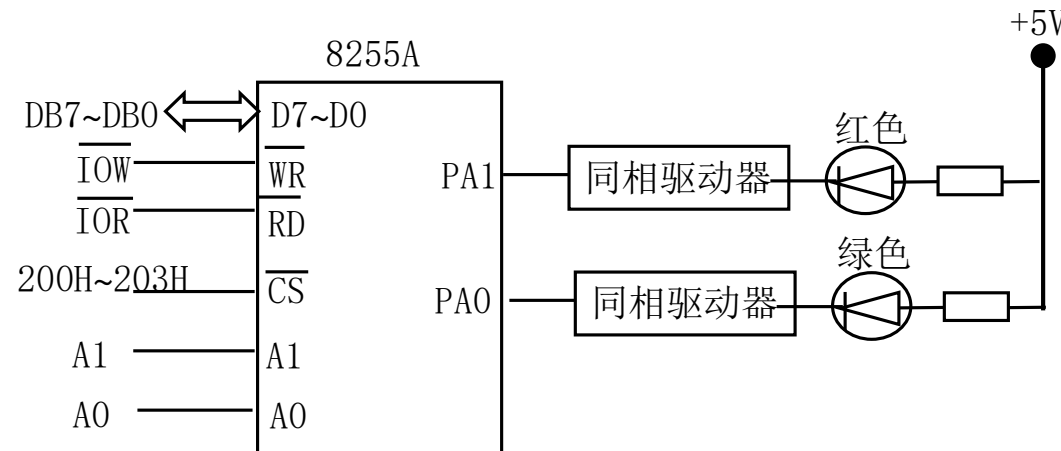 +5V
8255A
DB7~DB0
D7~D0
红色
IOW
WR
PA1
同相驱动器
IOR
RD
绿色
200H~203H
CS
PA0
同相驱动器
A1
A1
A0
A0